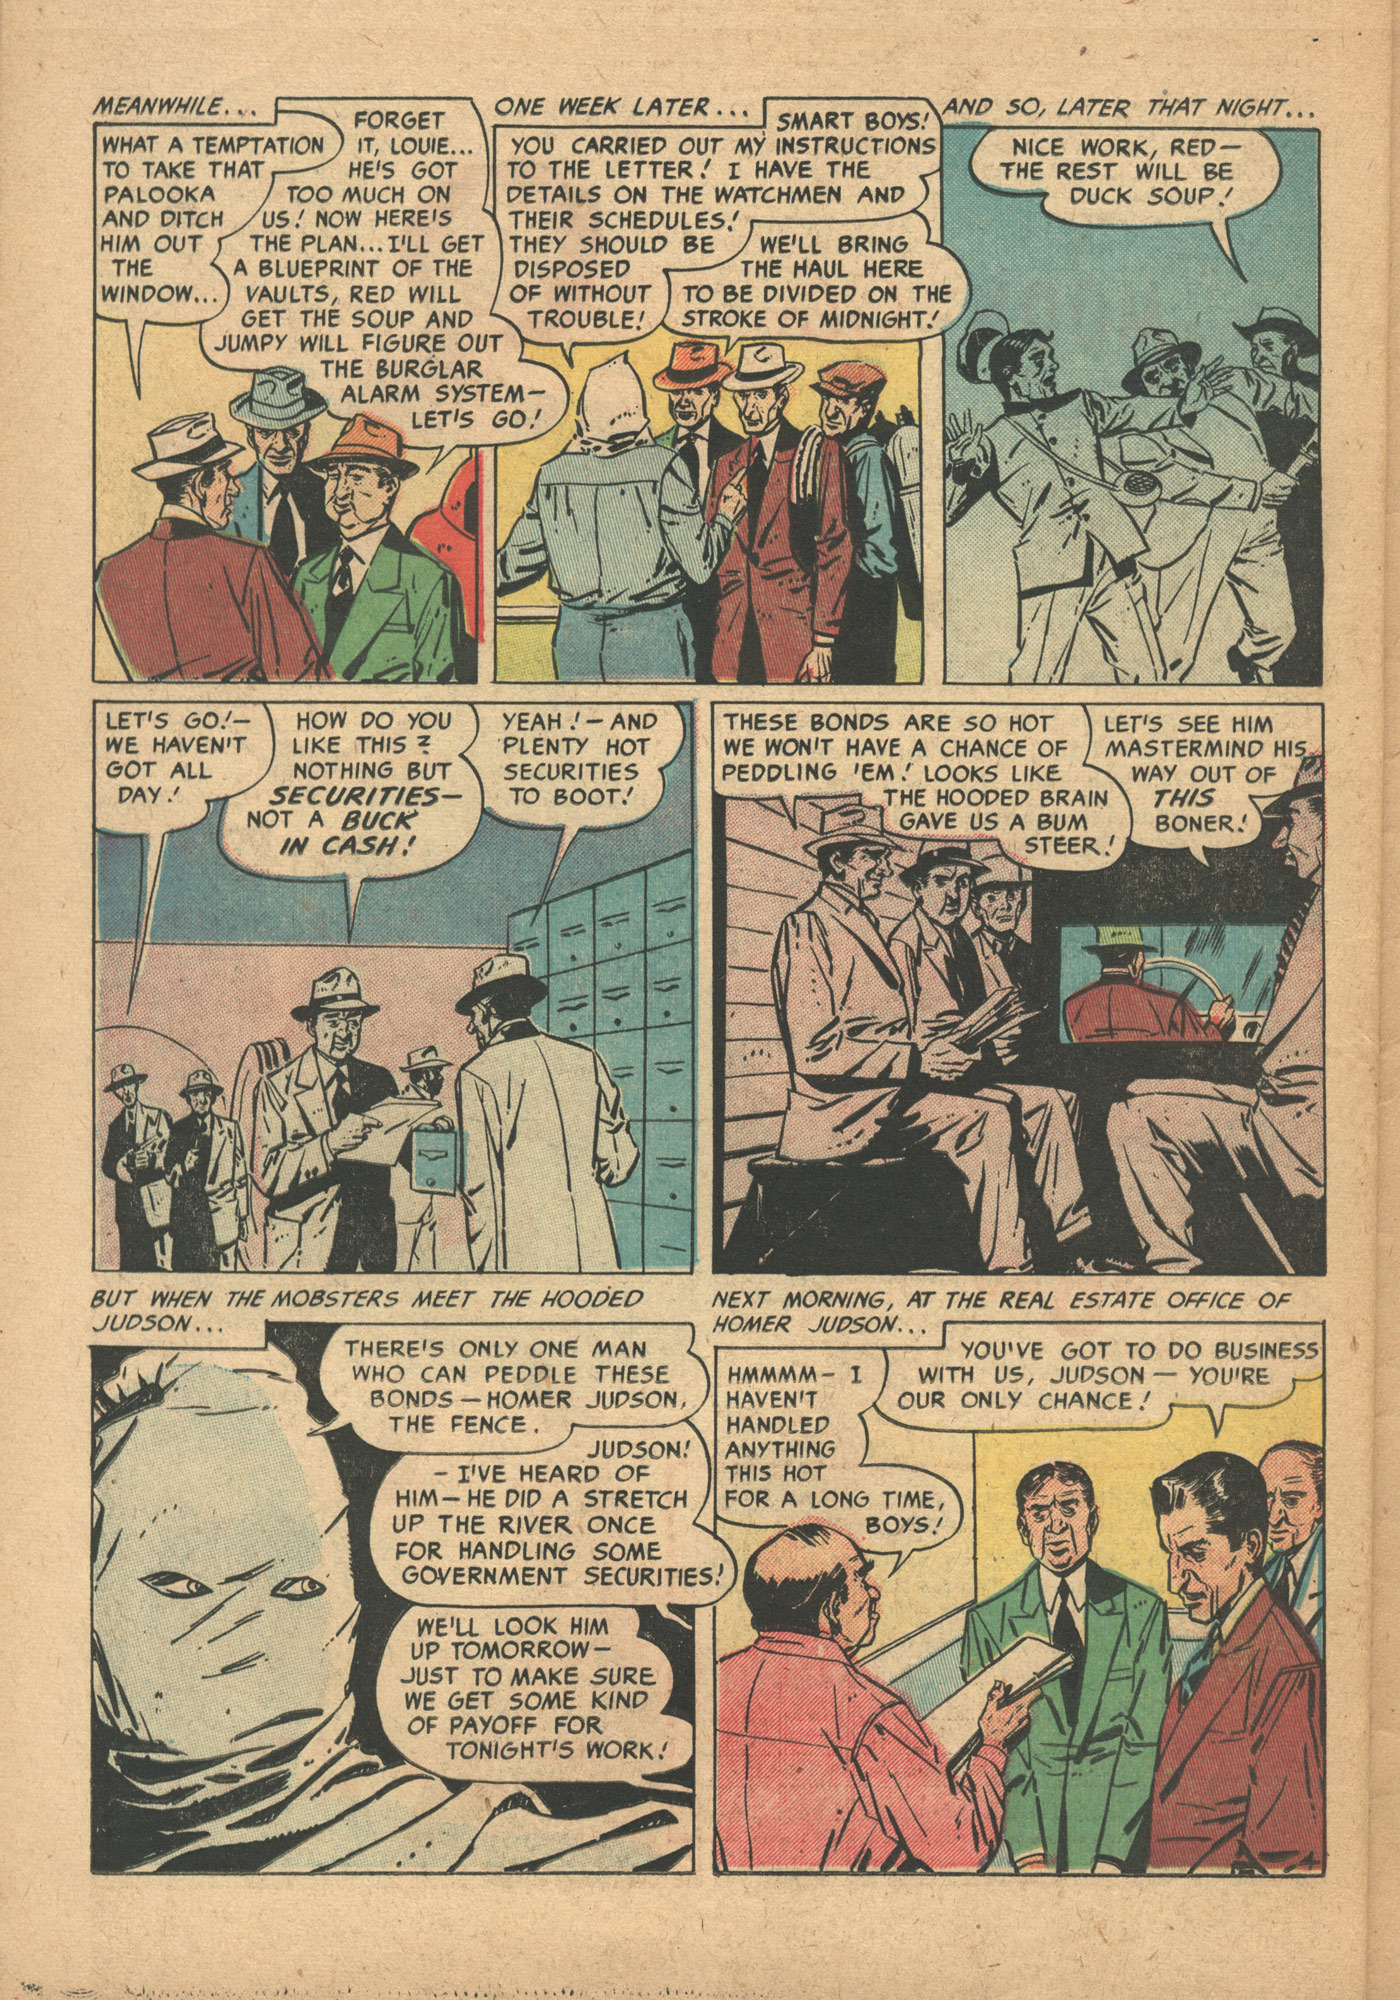 MEANWHILE...
WHAT A TEMPTATION
TO TAKE THAT
PALOOKA
AND DITCH
HIM OUT
THE
WINDOW...
FORGET
IT, LOUIE...
HE'S GOT
TOO MUCH ON
US! NOW HERE'S
THE PLAN... I'LL GET
A BLUEPRINT OF THE
VAULTS, RED WILL
GET THE SOUP AND
JUMPY WILL FIGURE OUT
THE BURGLAR
ALARM SYSTEM-
LET'S GO!
ONE WEEK LATER...
SMART BOYS!
YOU CARRIED OUT MY INSTRUCTIONS
TO THE LETTER! I HAVE THE
DETAILS ON THE WATCHMEN AND
THEIR SCHEDULES!
THEY SHOULD BE
DISPOSED
OF WITHOUT
TROUBLE!
WE'LL BRING
THE HAUL HERE
TO BE DIVIDED ON THE
STROKE OF MIDNIGHT!
AND SO, LATER THAT NIGHT...
NICE WORK, RED-
THE REST WILL BE
DUCK SOUP!
LET'S GO!-
WE HAVEN'T
GOT ALL
DAY!
HOW DO YOU
LIKE THIS?
NOTHING BUT
SECURITIES-
NOT A BUCK
IN CASH!
YEAH!-AND
PLENTY HOT
SECURITIES
TO BOOT!
THESE BONDS ARE SO HOT
WE WON'T HAVE A CHANCE OF
PEDDLING 'EM! LOOKS LIKE
THE HOODED BRAIN
GAVE US A BUM
STEER!
LET'S SEE HIM
MASTERMIND HIS
WAY OUT OF
THIS
BONER!
BUT WHEN THE MOBSTERS MEET THE HOODED
JUDSON...
THERE'S ONLY ONE MAN
WHO CAN PEDDLE THESE
BONDS-HOMER JUDSON,
THE FENCE.
JUDSON!
-I'VE HEARD OF
HIM-HE DID A STRETCH
UP THE RIVER ONCE
FOR HANDLING SOME
GOVERNMENT SECURITIES!
WE'LL LOOK HIM
UP TOMORROW-
JUST TO MAKE SURE
WE GET SOME KIND
OF PAYOFF FOR
TONIGHT'S WORK!
NEXT MORNING, AT THE REAL ESTATE OFFICE OF
HOMER JUDSON...
HMMMM- I
HAVEN'T
HANDLED
ANYTHING
THIS HOT
FOR A LONG TIME,
BOYS!
YOU'VE GOT TO DO BUSINESS
WITH US, JUDSON-YOU'RE
OUR ONLY CHANCE!
4